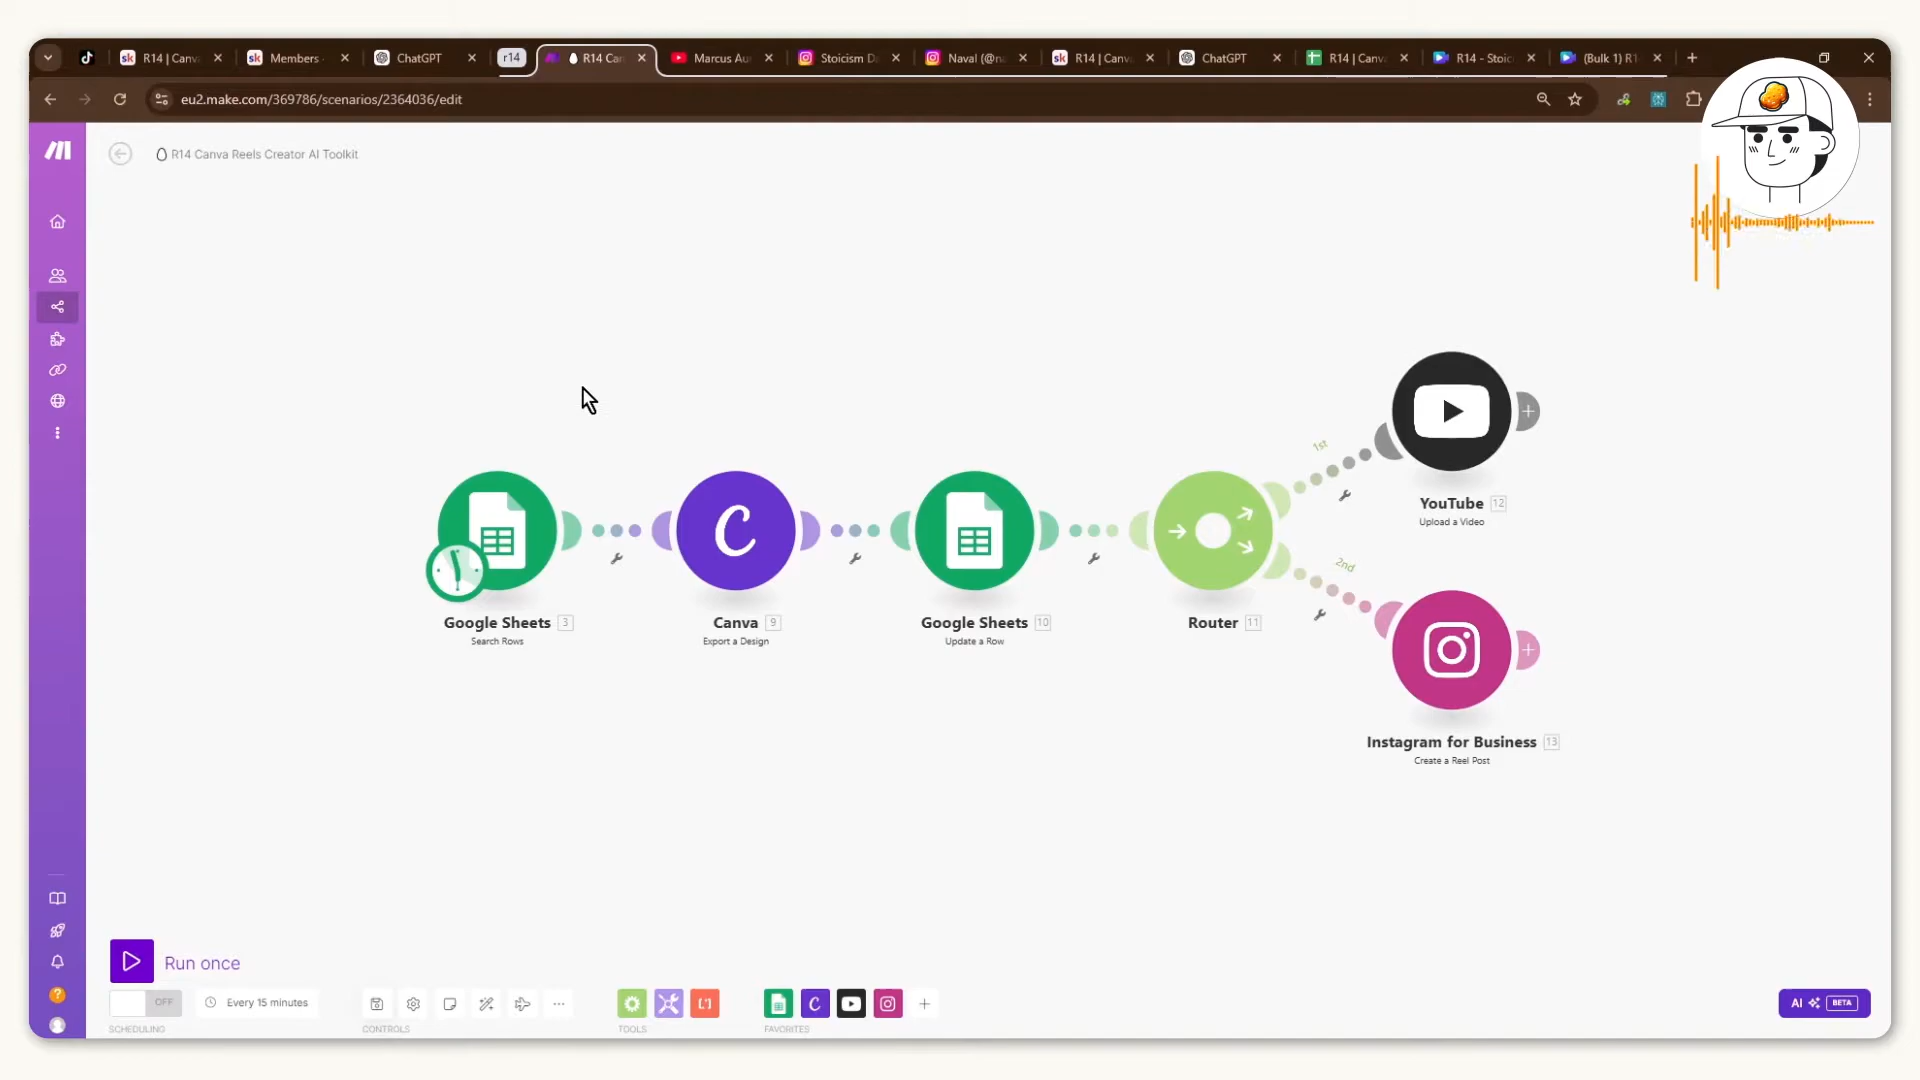 R14 | Canv
Members -
ChatGPT
r14
R14 Ca
Marcus Au
Stoicism D
Naval (@n
R14 | Canv
ChatGPT
R14 | Canv
R14 - Stoic
(Bulk 1) R1
eu2.make.com/369786/scenarios/2364036/edit
R14 Canva Reels Creator AI Toolkit
1st
YouTube 12
Upload a Video
2nd
Google Sheets 3
Search Rows
Canva 9
Export a Design
Google Sheets 10
Update a Row
Router 11
Instagram for Business 13
Create a Reel Post
Run once
OFF
Every 15 minutes
SCHEDULING
CONTROLS
TOOLS
FAVORITES
AI BETA